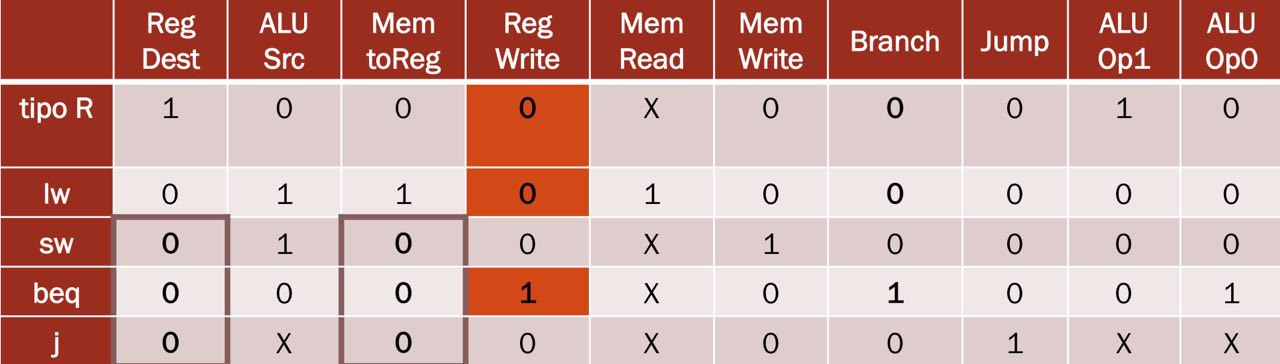 Reg Dest ALU Src Mem toReg Reg Write Mem Read Mem Write Branch Jump ALU Op1 ALU Op0
tipo R 1 0 0 0 X 0 0 0 1 0
lw 0 1 1 0 1 0 0 0 0 0
sw 0 1 0 0 X 1 0 0 0 0
beq 0 0 0 1 X 0 1 0 0 1
j 0 X 0 0 X 0 0 1 X X